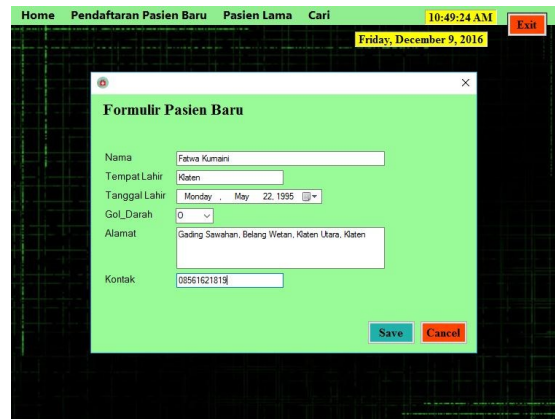 Home Pendaftaran Pasien Baru Pasien Lama Cari 10:49:24 AM Exit
Friday, December 9, 2016
Formulir Pasien Baru
Nama Fatwa Kumaini
Tempat Lahir Klaten
Tanggal Lahir Monday , May 22, 1995
Gol_Darah O
Alamat Gading Sawahan, Belang Wetan, Klaten Utara, Klaten
Kontak 08561621819
Save Cancel